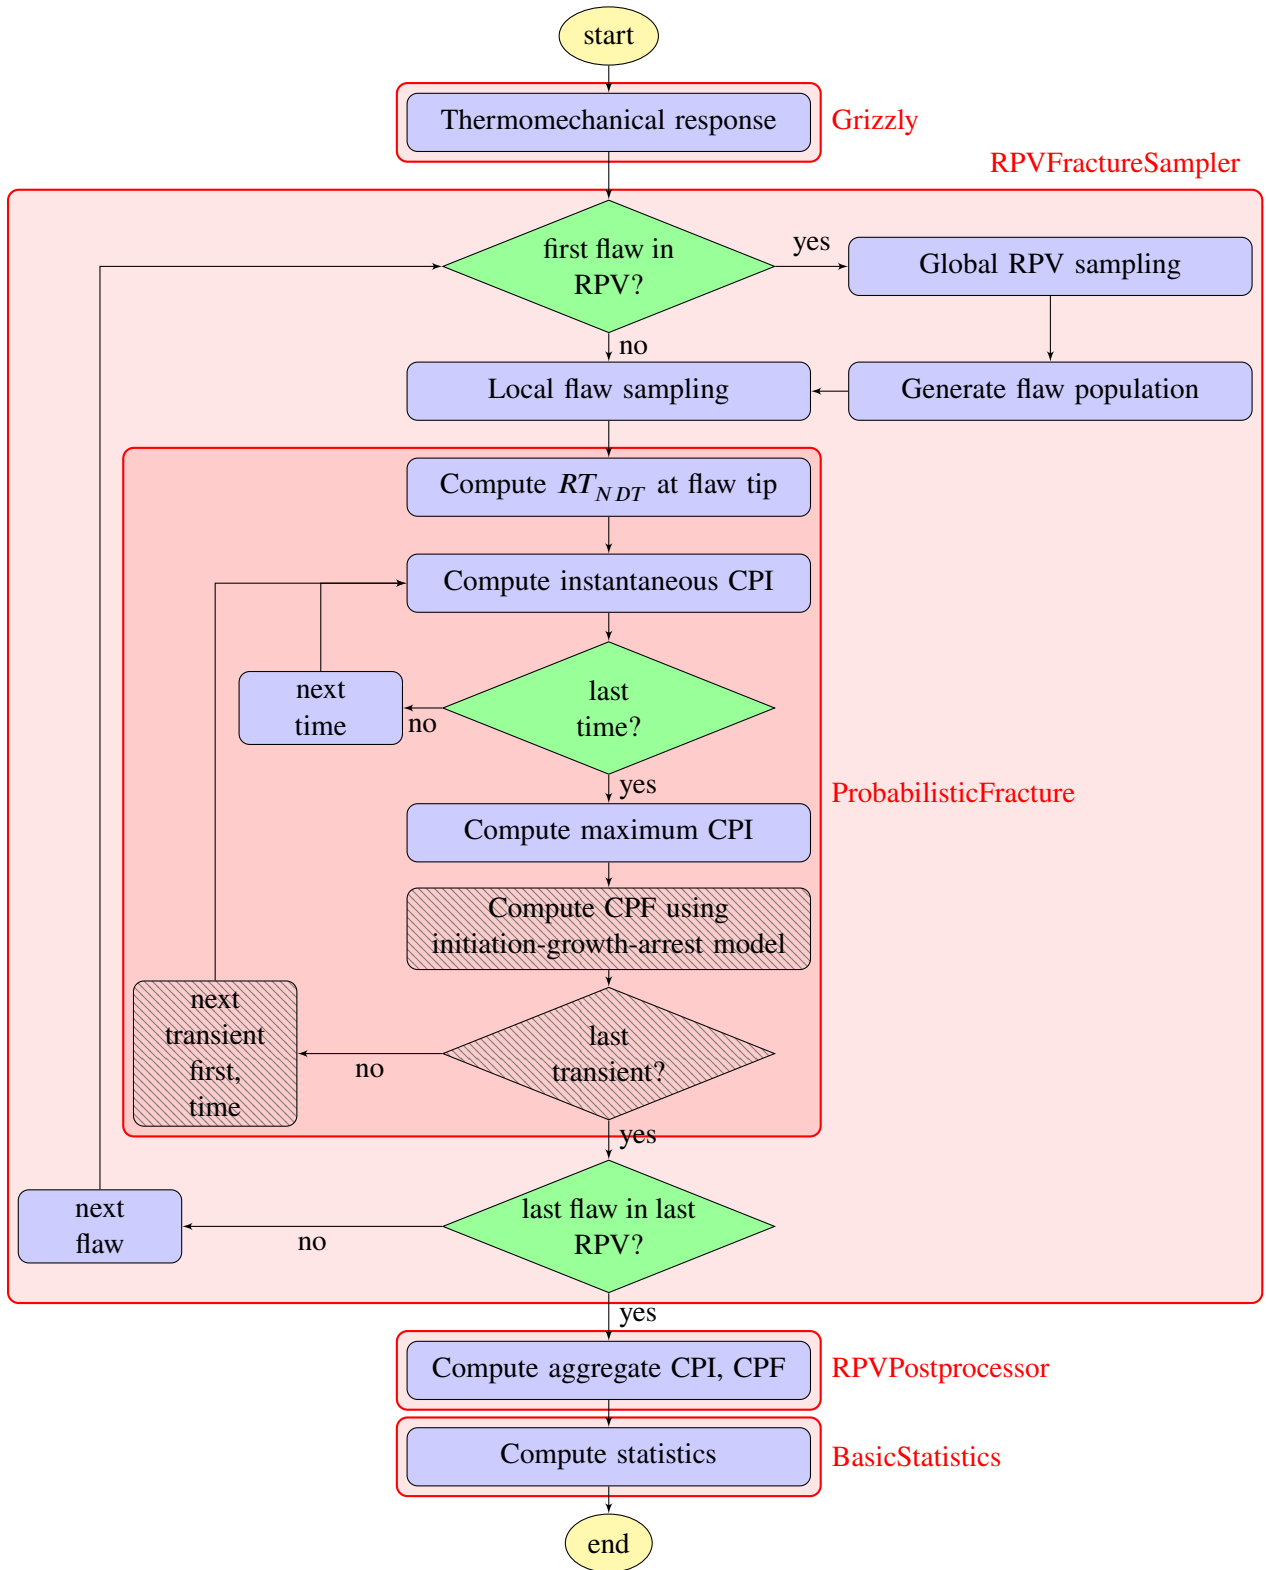 start
Thermomechanical response
Grizzly
RPVFractureSampler
first flaw in
RPV?
yes
Global RPV sampling
no
Local flaw sampling
Generate flaw population
Compute RT_NDT at flaw tip
Compute instantaneous CPI
next
time
no
last
time?
yes
ProbabilisticFracture
Compute maximum CPI
Compute CPF using
initiation-growth-arrest model
next
transient
first,
time
no
last
transient?
yes
next
flaw
no
last flaw in last
RPV?
yes
Compute aggregate CPI, CPF
RPVPostprocessor
Compute statistics
BasicStatistics
end